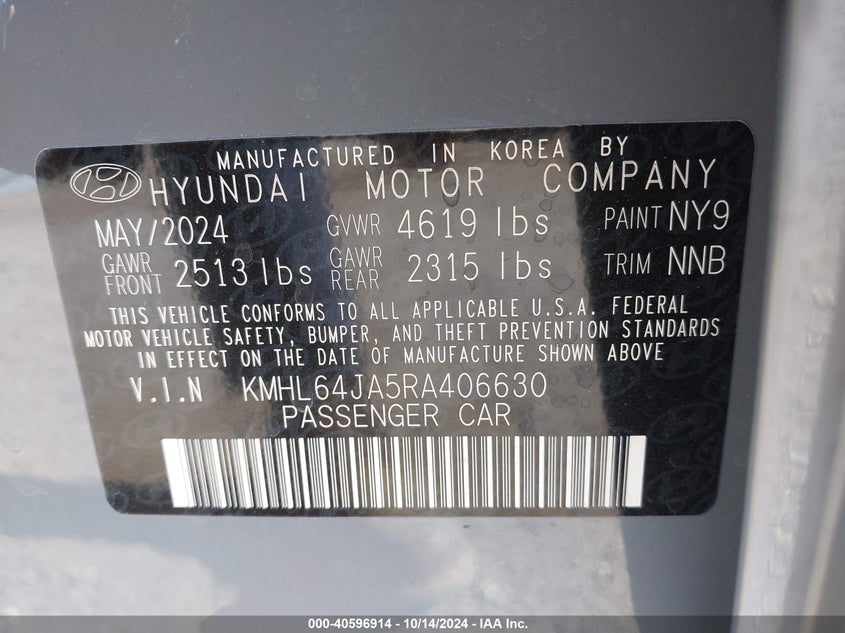 MANUFACTURED IN KOREA BY
HYUNDAI MOTOR COMPANY
MAY/2024 GVWR 4619 lbs PAINT NY9
GAWR FRONT 2513 lbs GAWR REAR 2315 lbs TRIM NNB
THIS VEHICLE CONFORMS TO ALL APPLICABLE U.S.A. FEDERAL
MOTOR VEHICLE SAFETY, BUMPER, AND THEFT PREVENTION STANDARDS
IN EFFECT ON THE DATE OF MANUFACTURE SHOWN ABOVE
V.I.N KMHL64JA5RA406630
PASSENGER CAR
000-40596914 - 10/14/2024 - IAA Inc.